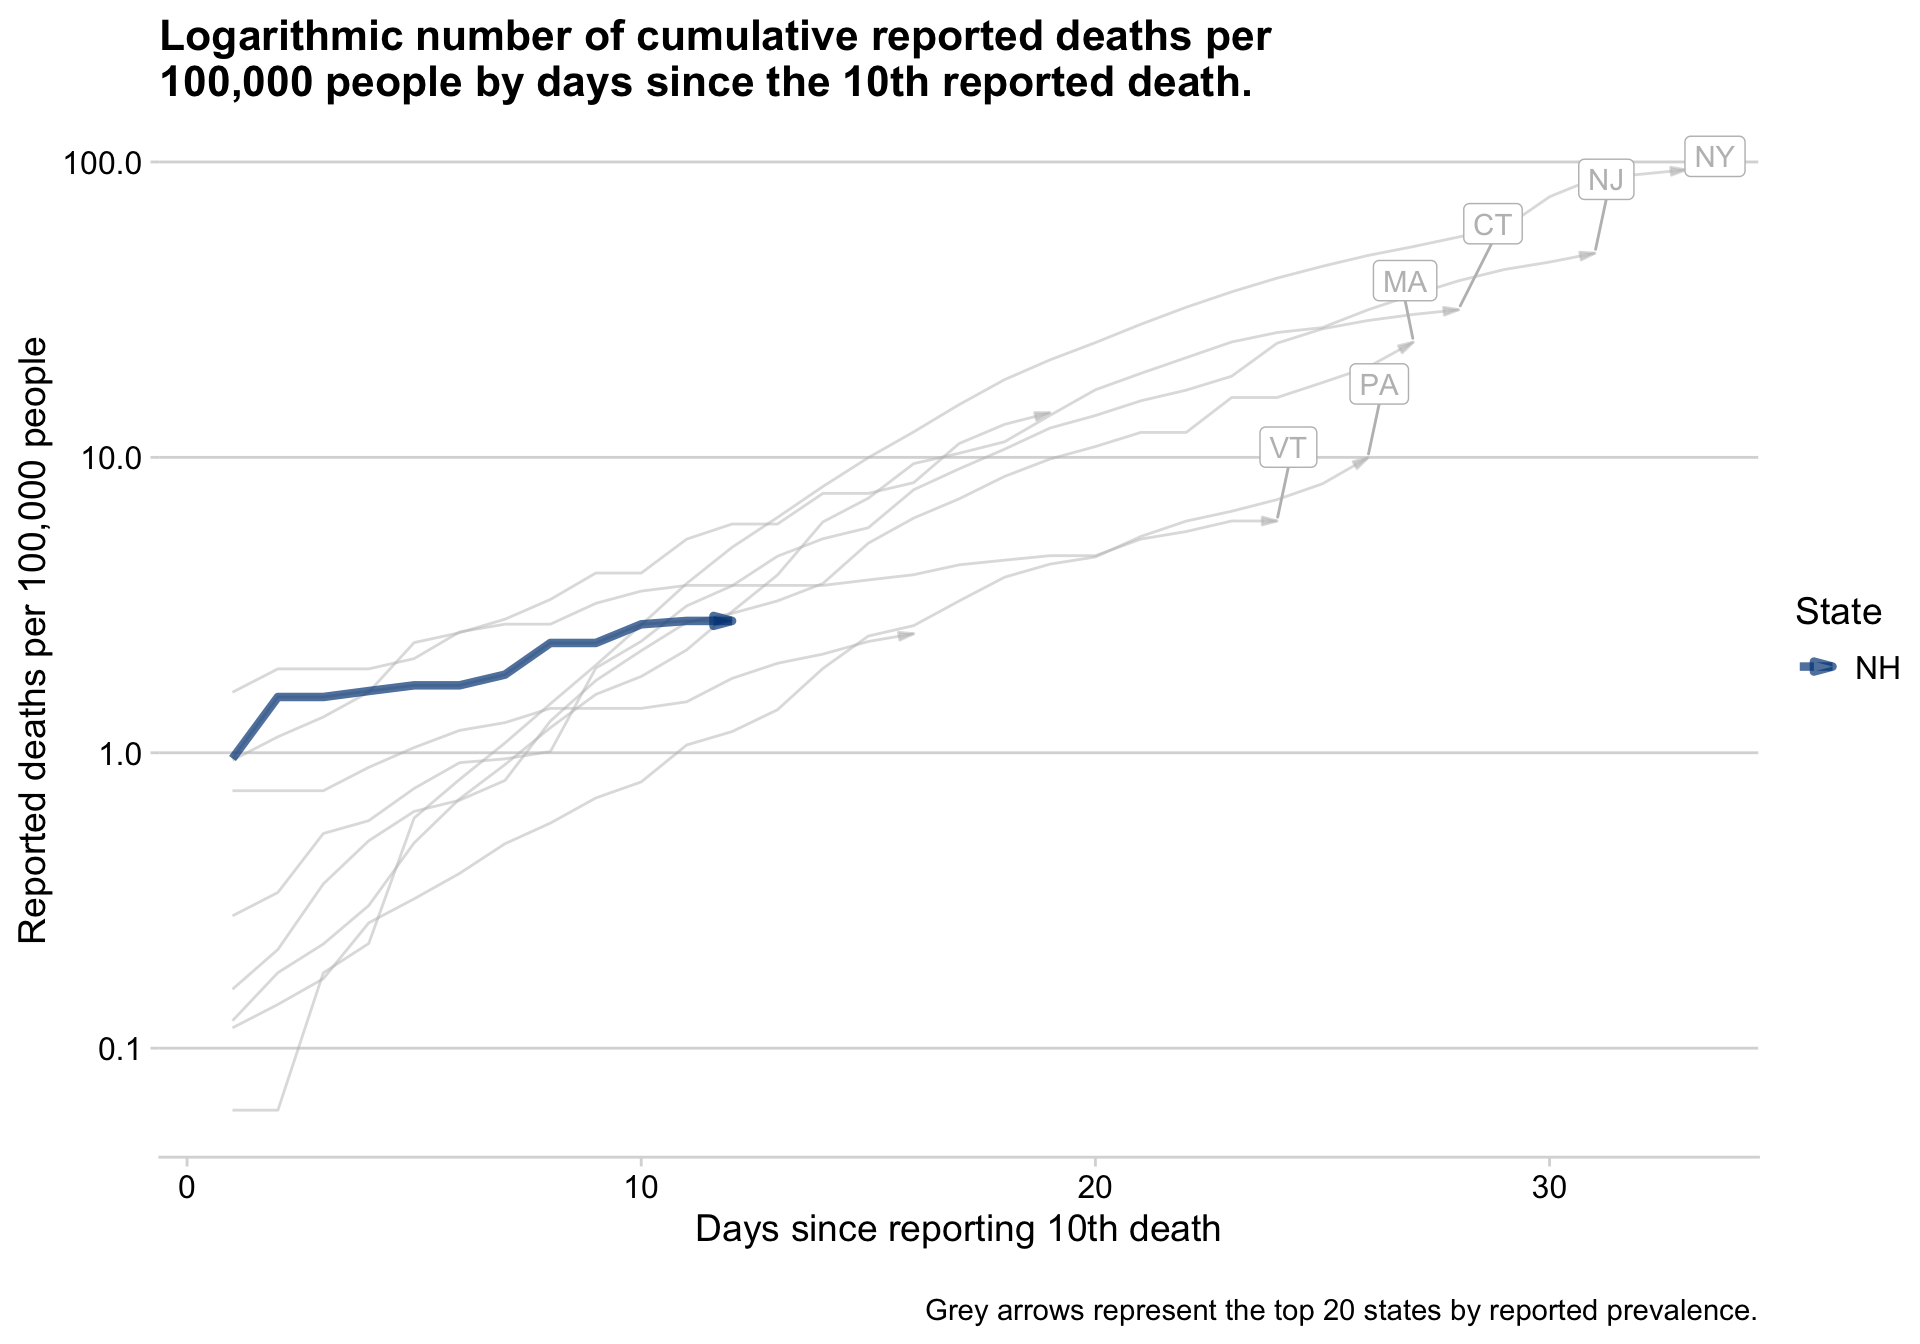 Logarithmic number of cumulative reported deaths per
100,000 people by days since the 10th reported death.
100.0
10.0
1.0
0.1
Reported deaths per 100,000 people
NY
NJ
CT
MA
PA
VT
State
NH
0
10
20
30
Days since reporting 10th death
Grey arrows represent the top 20 states by reported prevalence.